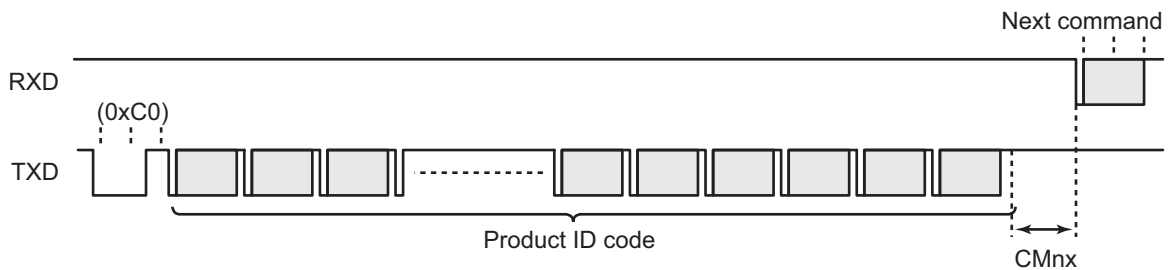 Next command
RXD
(0xC0)
TXD
Product ID code
CMnx